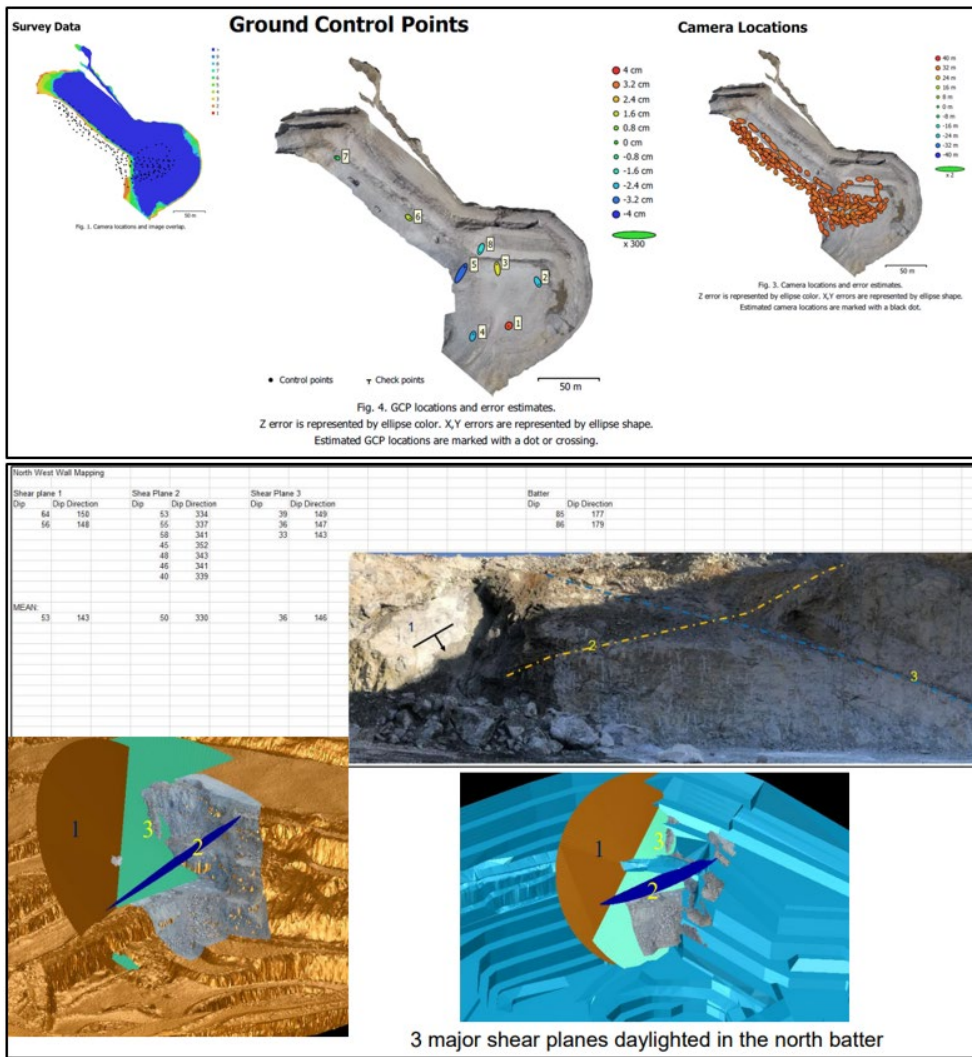 Survey Data
Ground Control Points
Camera Locations
Fig. 1. Camera locations and image overlap.
50 m
9
8
7
6
5
4
3
2
1
7
6
8
5
3
2
1
4
4 cm
3.2 cm
2.4 cm
1.6 cm
0.8 cm
0 cm
-0.8 cm
-1.6 cm
-2.4 cm
-3.2 cm
-4 cm
x 300
Control points
Check points
50 m
Fig. 4. GCP locations and error estimates.
Z error is represented by ellipse color. X,Y errors are represented by ellipse shape.
Estimated GCP locations are marked with a dot or crossing.
40 m
32 m
24 m
16 m
8 m
0 m
-8 m
-16 m
-24 m
-32 m
-40 m
x 2
50 m
Fig. 3. Camera locations and error estimates.
Z error is represented by ellipse color. X,Y errors are represented by ellipse shape.
Estimated camera locations are marked with a black dot.
North West Wall Mapping
Shear plane 1 Shea Plane 2 Shear Plane 3 Batter
Dip Dip Direction Dip Dip Direction Dip Dip Direction Dip Dip Direction
64 150 53 334 39 149 85 177
56 148 55 337 36 147 86 179
58 341 33 143
45 352
48 343
46 341
40 339
MEAN:
53 143 50 330 36 146
1
2
3
1
3
2
1
3
2
3 major shear planes daylighted in the north batter